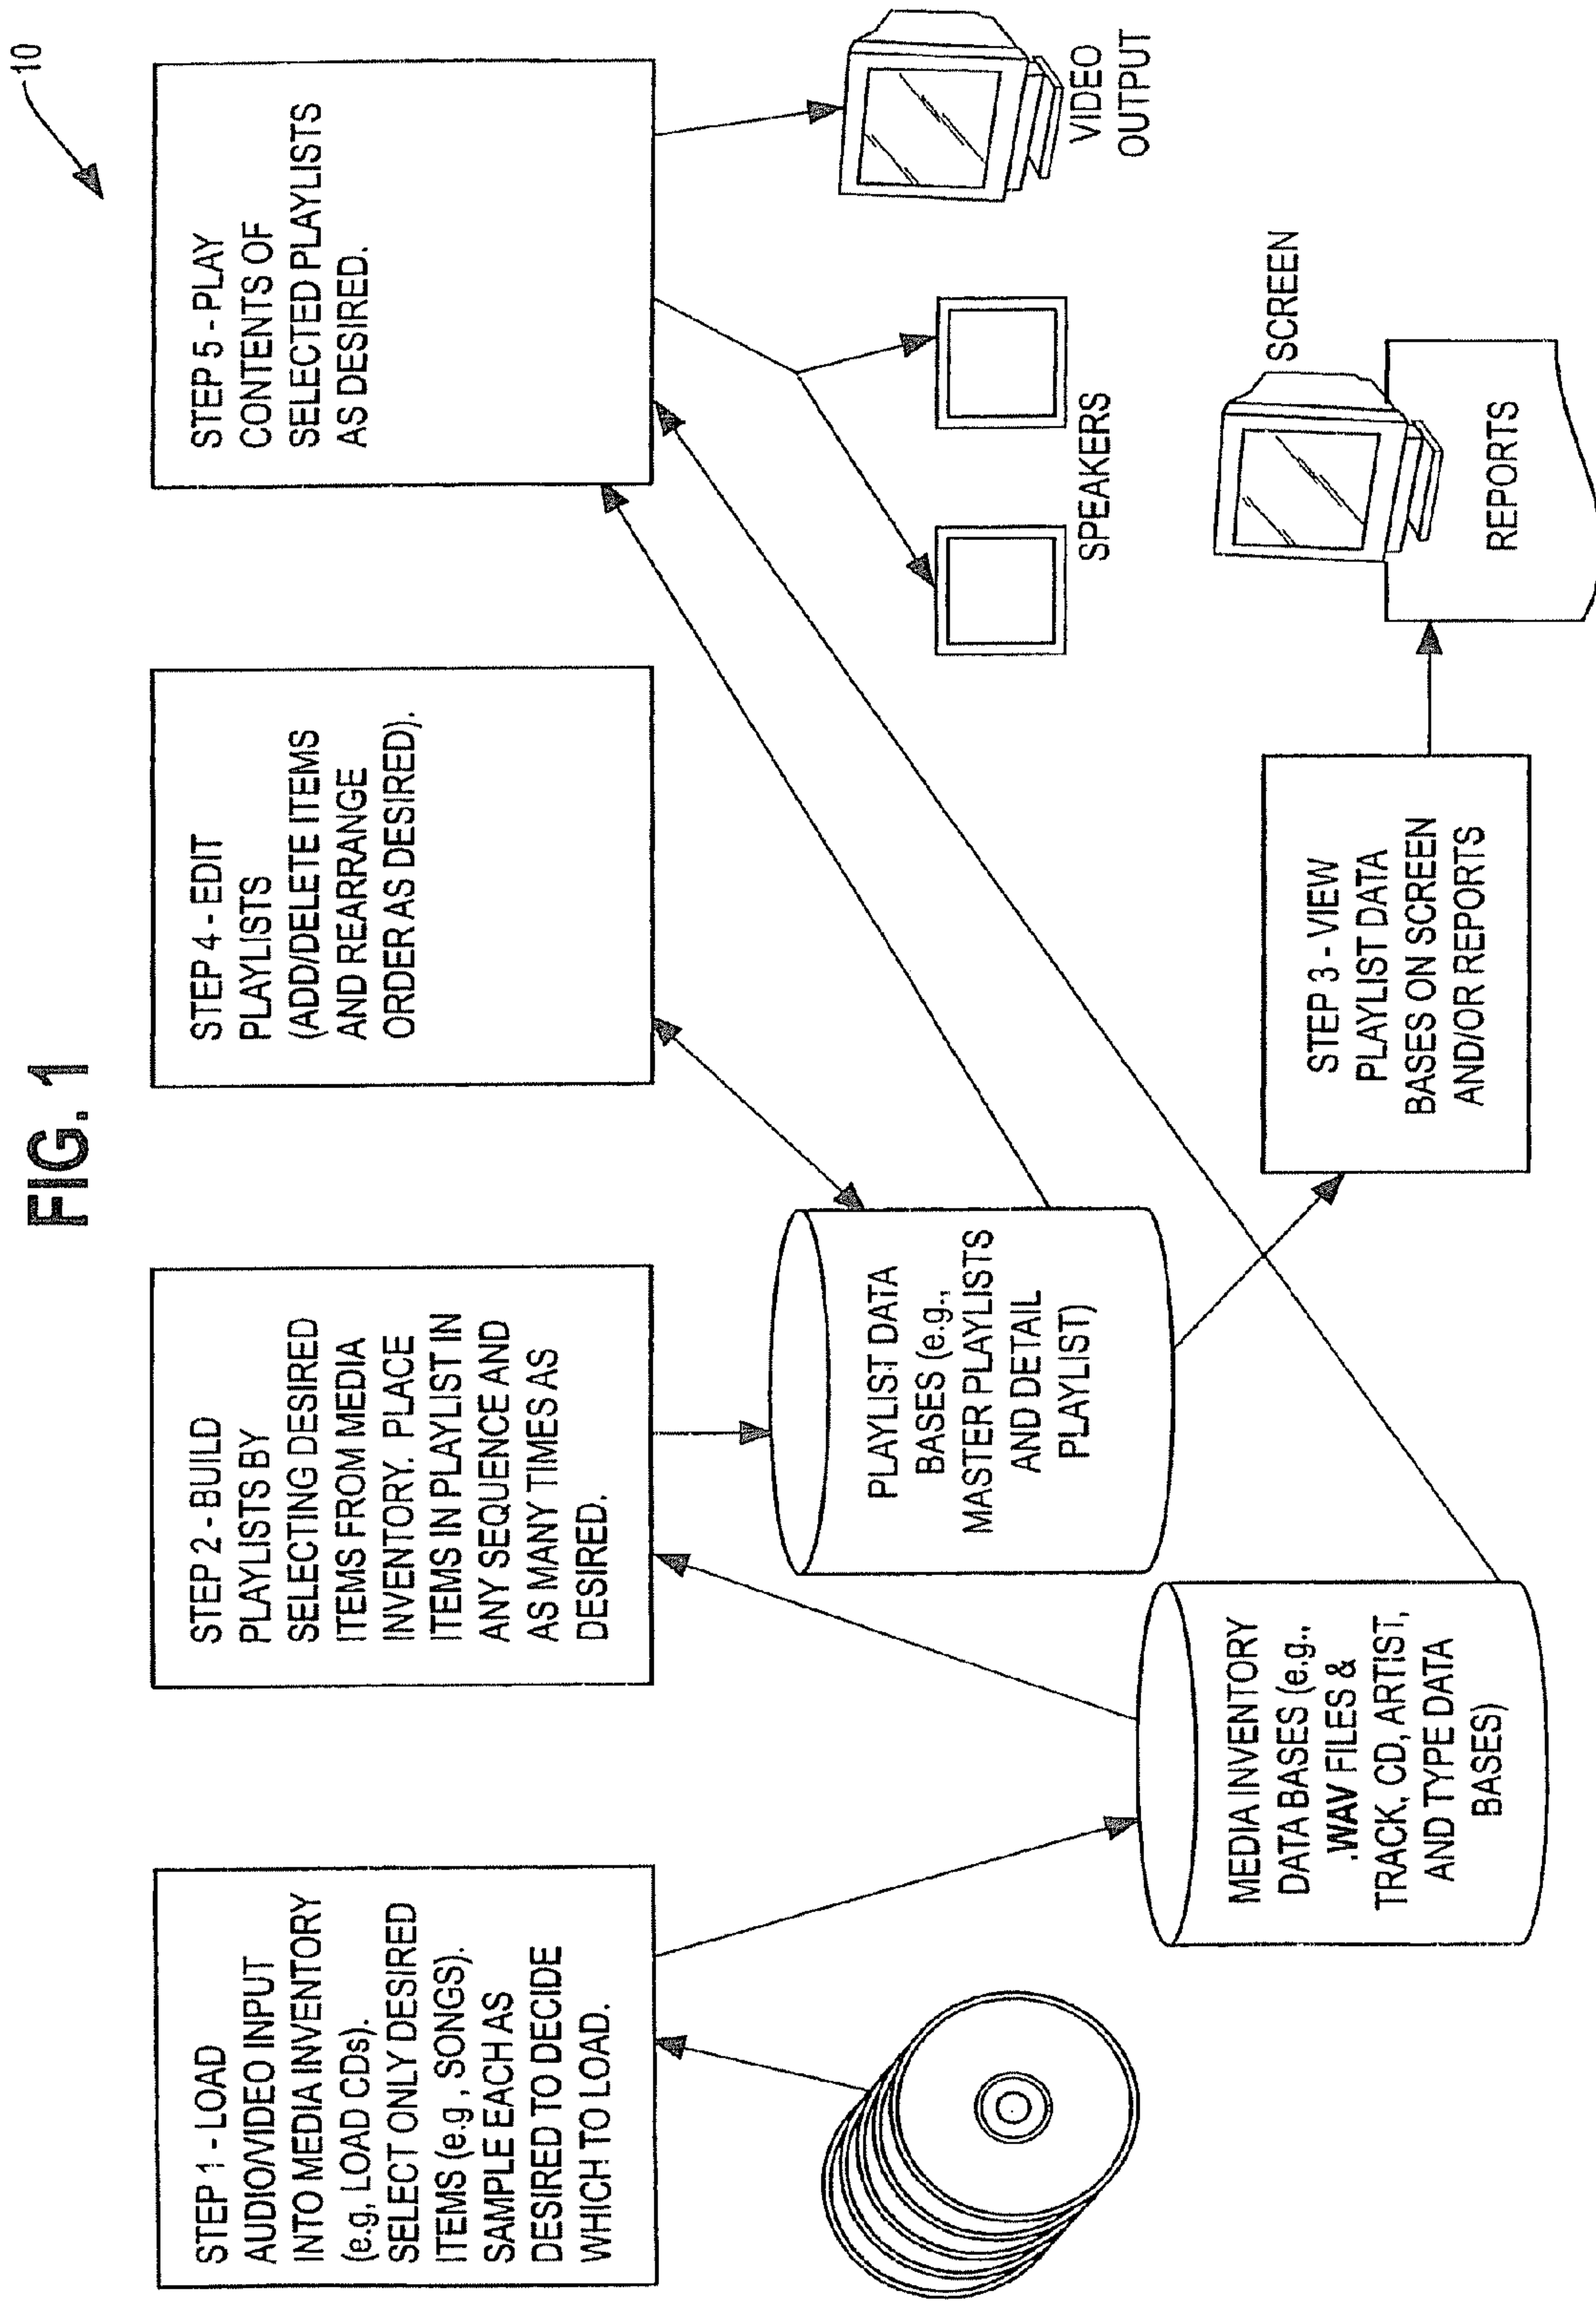 FIG. 1
10
STEP 1 - LOAD
AUDIO/VIDEO INPUT
INTO MEDIA INVENTORY
(e.g, LOAD CDs).
SELECT ONLY DESIRED
ITEMS (e.g , SONGS).
SAMPLE EACH AS
DESIRED TO DECIDE
WHICH TO LOAD.
STEP 2 - BUILD
PLAYLISTS BY
SELECTING DESIRED
ITEMS FROM MEDIA
INVENTORY. PLACE
ITEMS IN PLAYLIST IN
ANY SEQUENCE AND
AS MANY TIMES AS
DESIRED.
STEP 4 - EDIT
PLAYLISTS
(ADD/DELETE ITEMS
AND REARRANGE
ORDER AS DESIRED).
STEP 5 - PLAY
CONTENTS OF
SELECTED PLAYLISTS
AS DESIRED.
PLAYLIST DATA
BASES (e.g.,
MASTER PLAYLISTS
AND DETAIL
PLAYLIST)
SPEAKERS
VIDEO
OUTPUT
MEDIA INVENTORY
DATA BASES (e.g.,
.WAV FILES &
TRACK, CD, ARTIST,
AND TYPE DATA
BASES)
STEP 3 - VIEW
PLAYLIST DATA
BASES ON SCREEN
AND/OR REPORTS
SCREEN
REPORTS